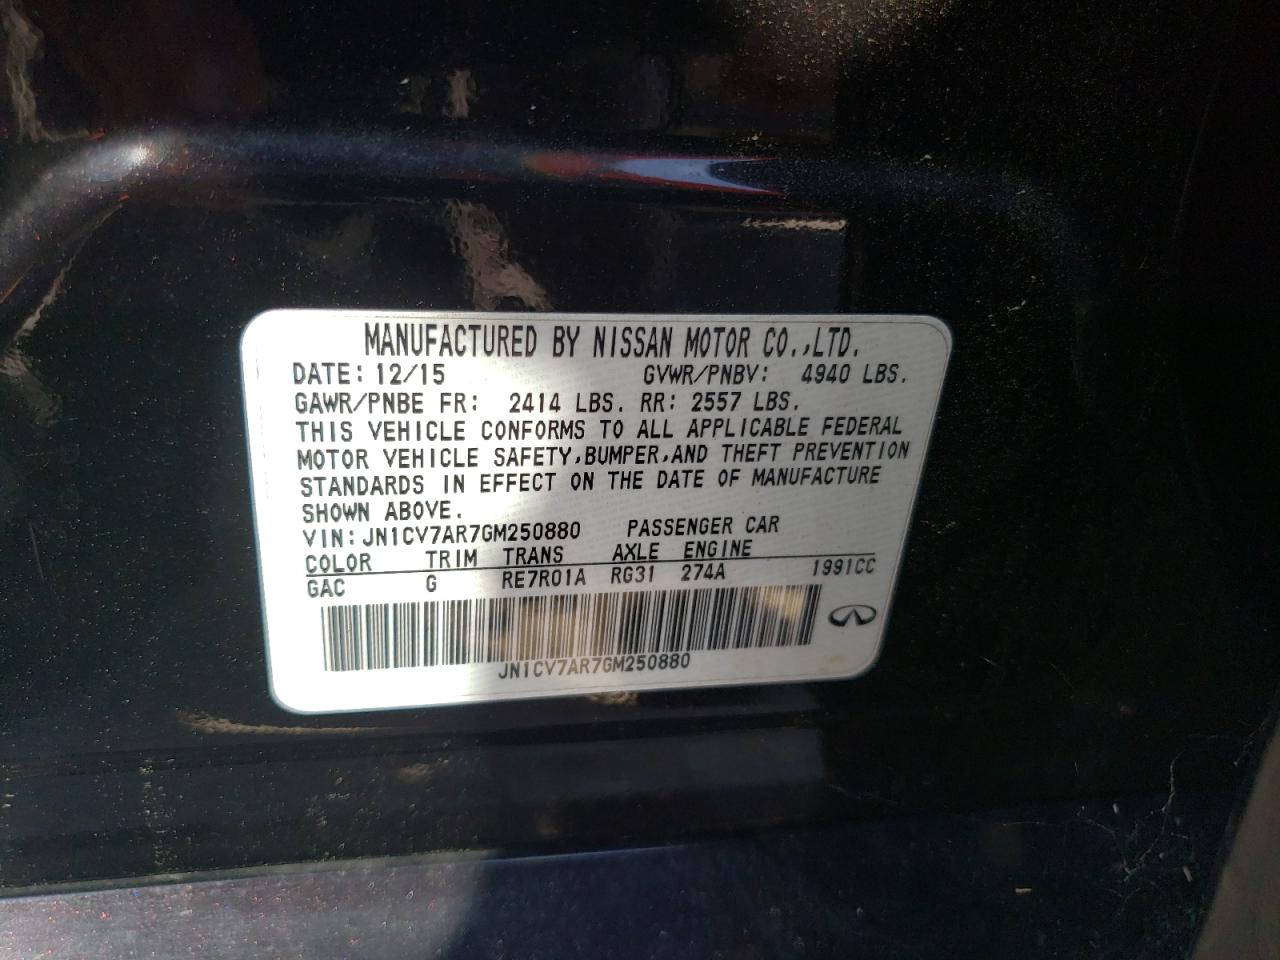 MANUFACTURED BY NISSAN MOTOR CO.,LTD.
DATE: 12/15 GVWR/PNBV: 4940 LBS.
GAWR/PNBE FR: 2414 LBS. RR: 2557 LBS.
THIS VEHICLE CONFORMS TO ALL APPLICABLE FEDERAL
MOTOR VEHICLE SAFETY,BUMPER,AND THEFT PREVENTION
STANDARDS IN EFFECT ON THE DATE OF MANUFACTURE
SHOWN ABOVE.
VIN:JN1CV7AR7GM250880 PASSENGER CAR
COLOR TRIM TRANS AXLE ENGINE
GAC G RE7R01A RG31 274A 1991CC
JN1CV7AR7GM250880